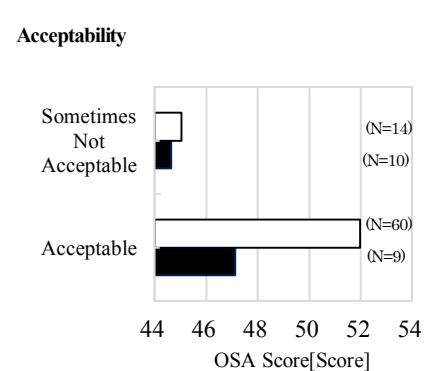 Acceptability
Sometimes
Not
Acceptable
(N=14)
(N=10)
Acceptable
(N=60)
(N=9)
44 46 48 50 52 54
OSA Score[Score]